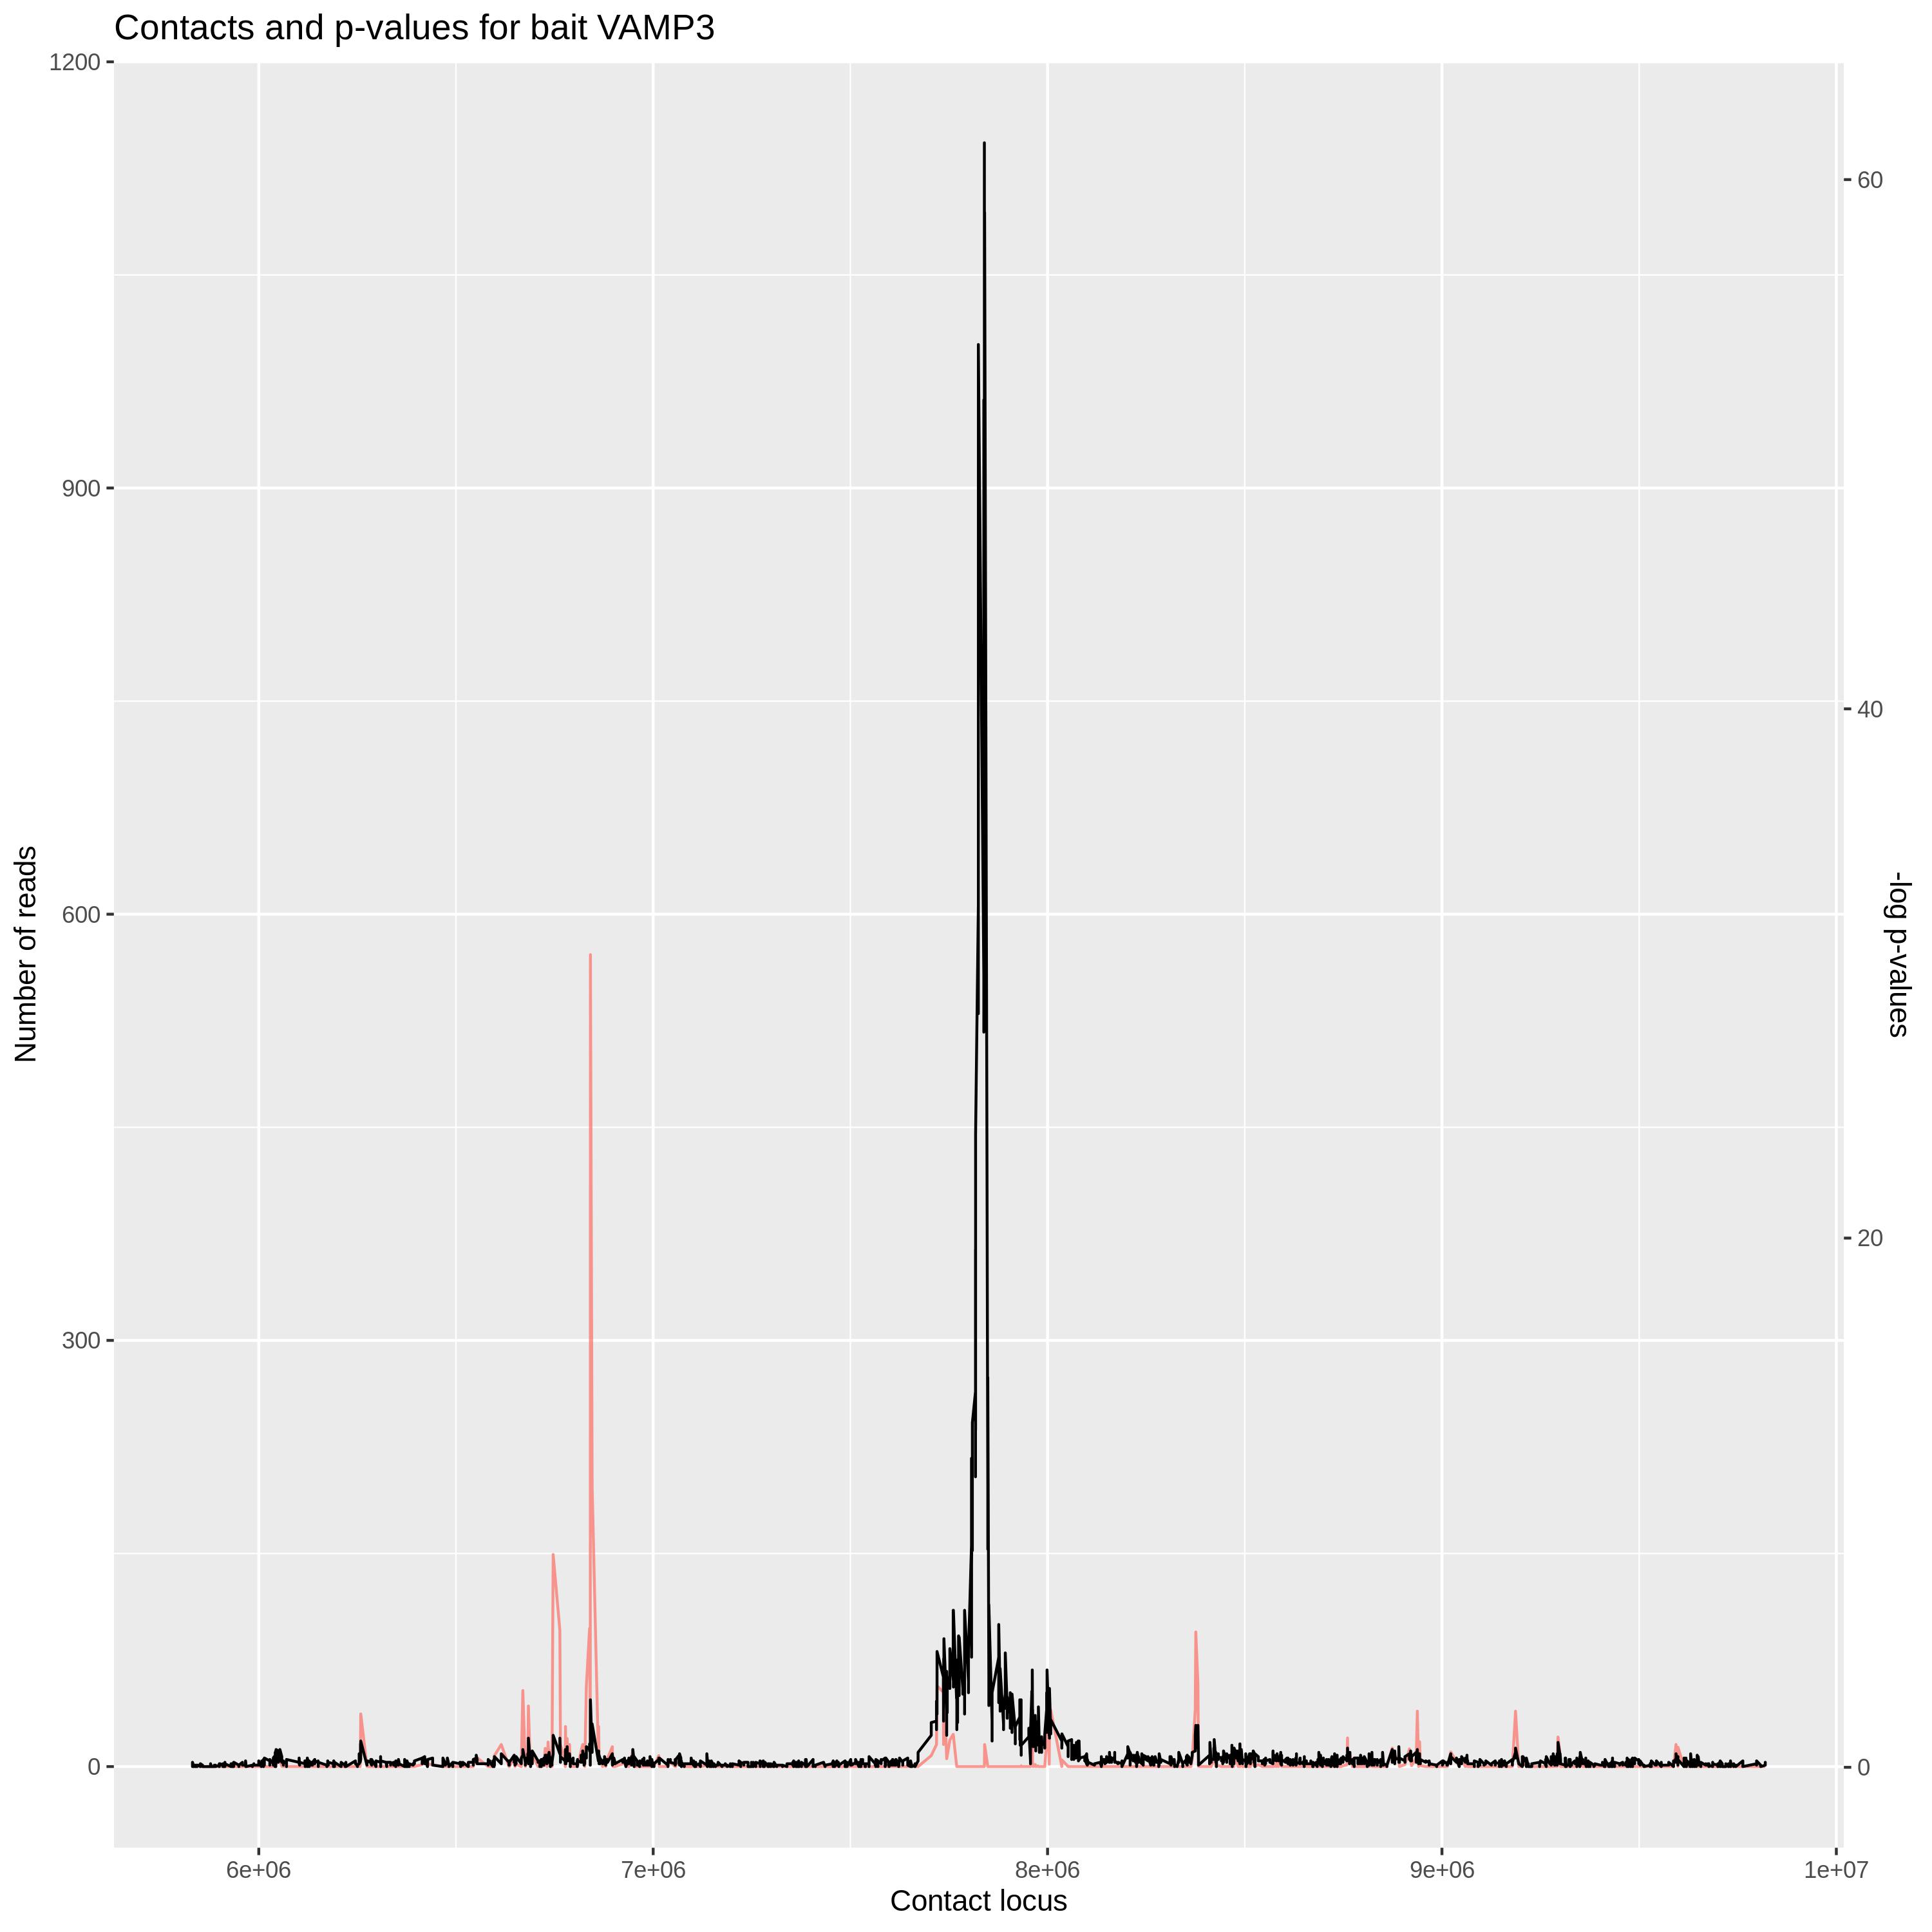 Contacts and p-values for bait VAMP3
1200
900
600
300
0
Number of reads
60
40
20
0
-log p-values
6e+06
7e+06
8e+06
9e+06
1e+07
Contact locus